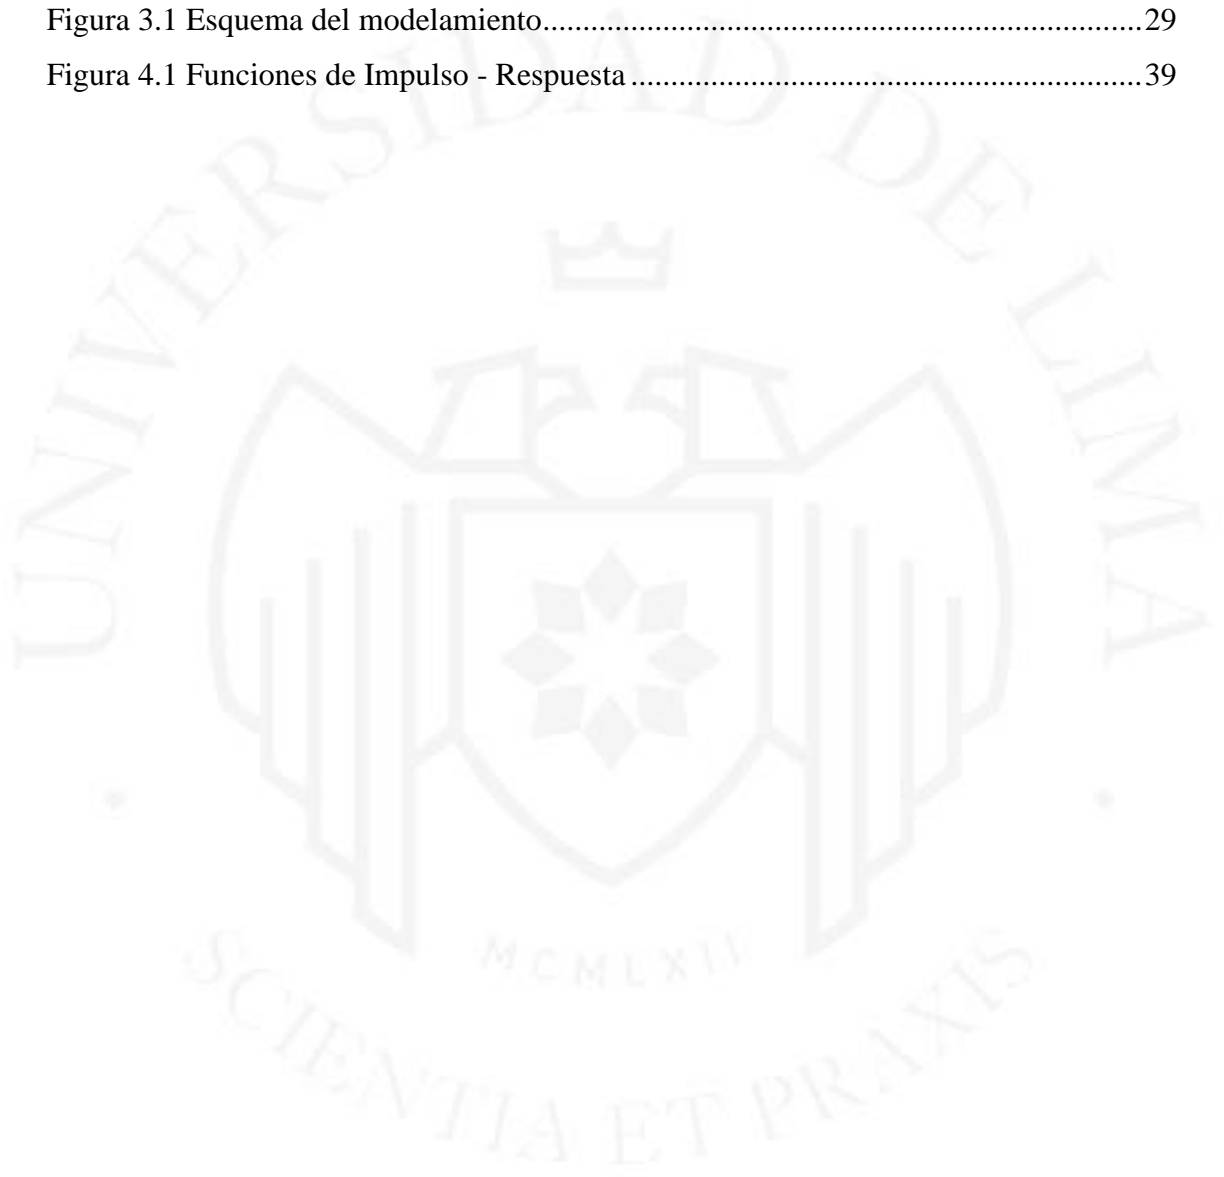 Figura 3.1 Esquema del modelamiento..........................................................................29
Figura 4.1 Funciones de Impulso - Respuesta...............................................................39
UNIVERSIDAD DE LIMA
MCMLXII
SCIENTIA ET PRAXIS